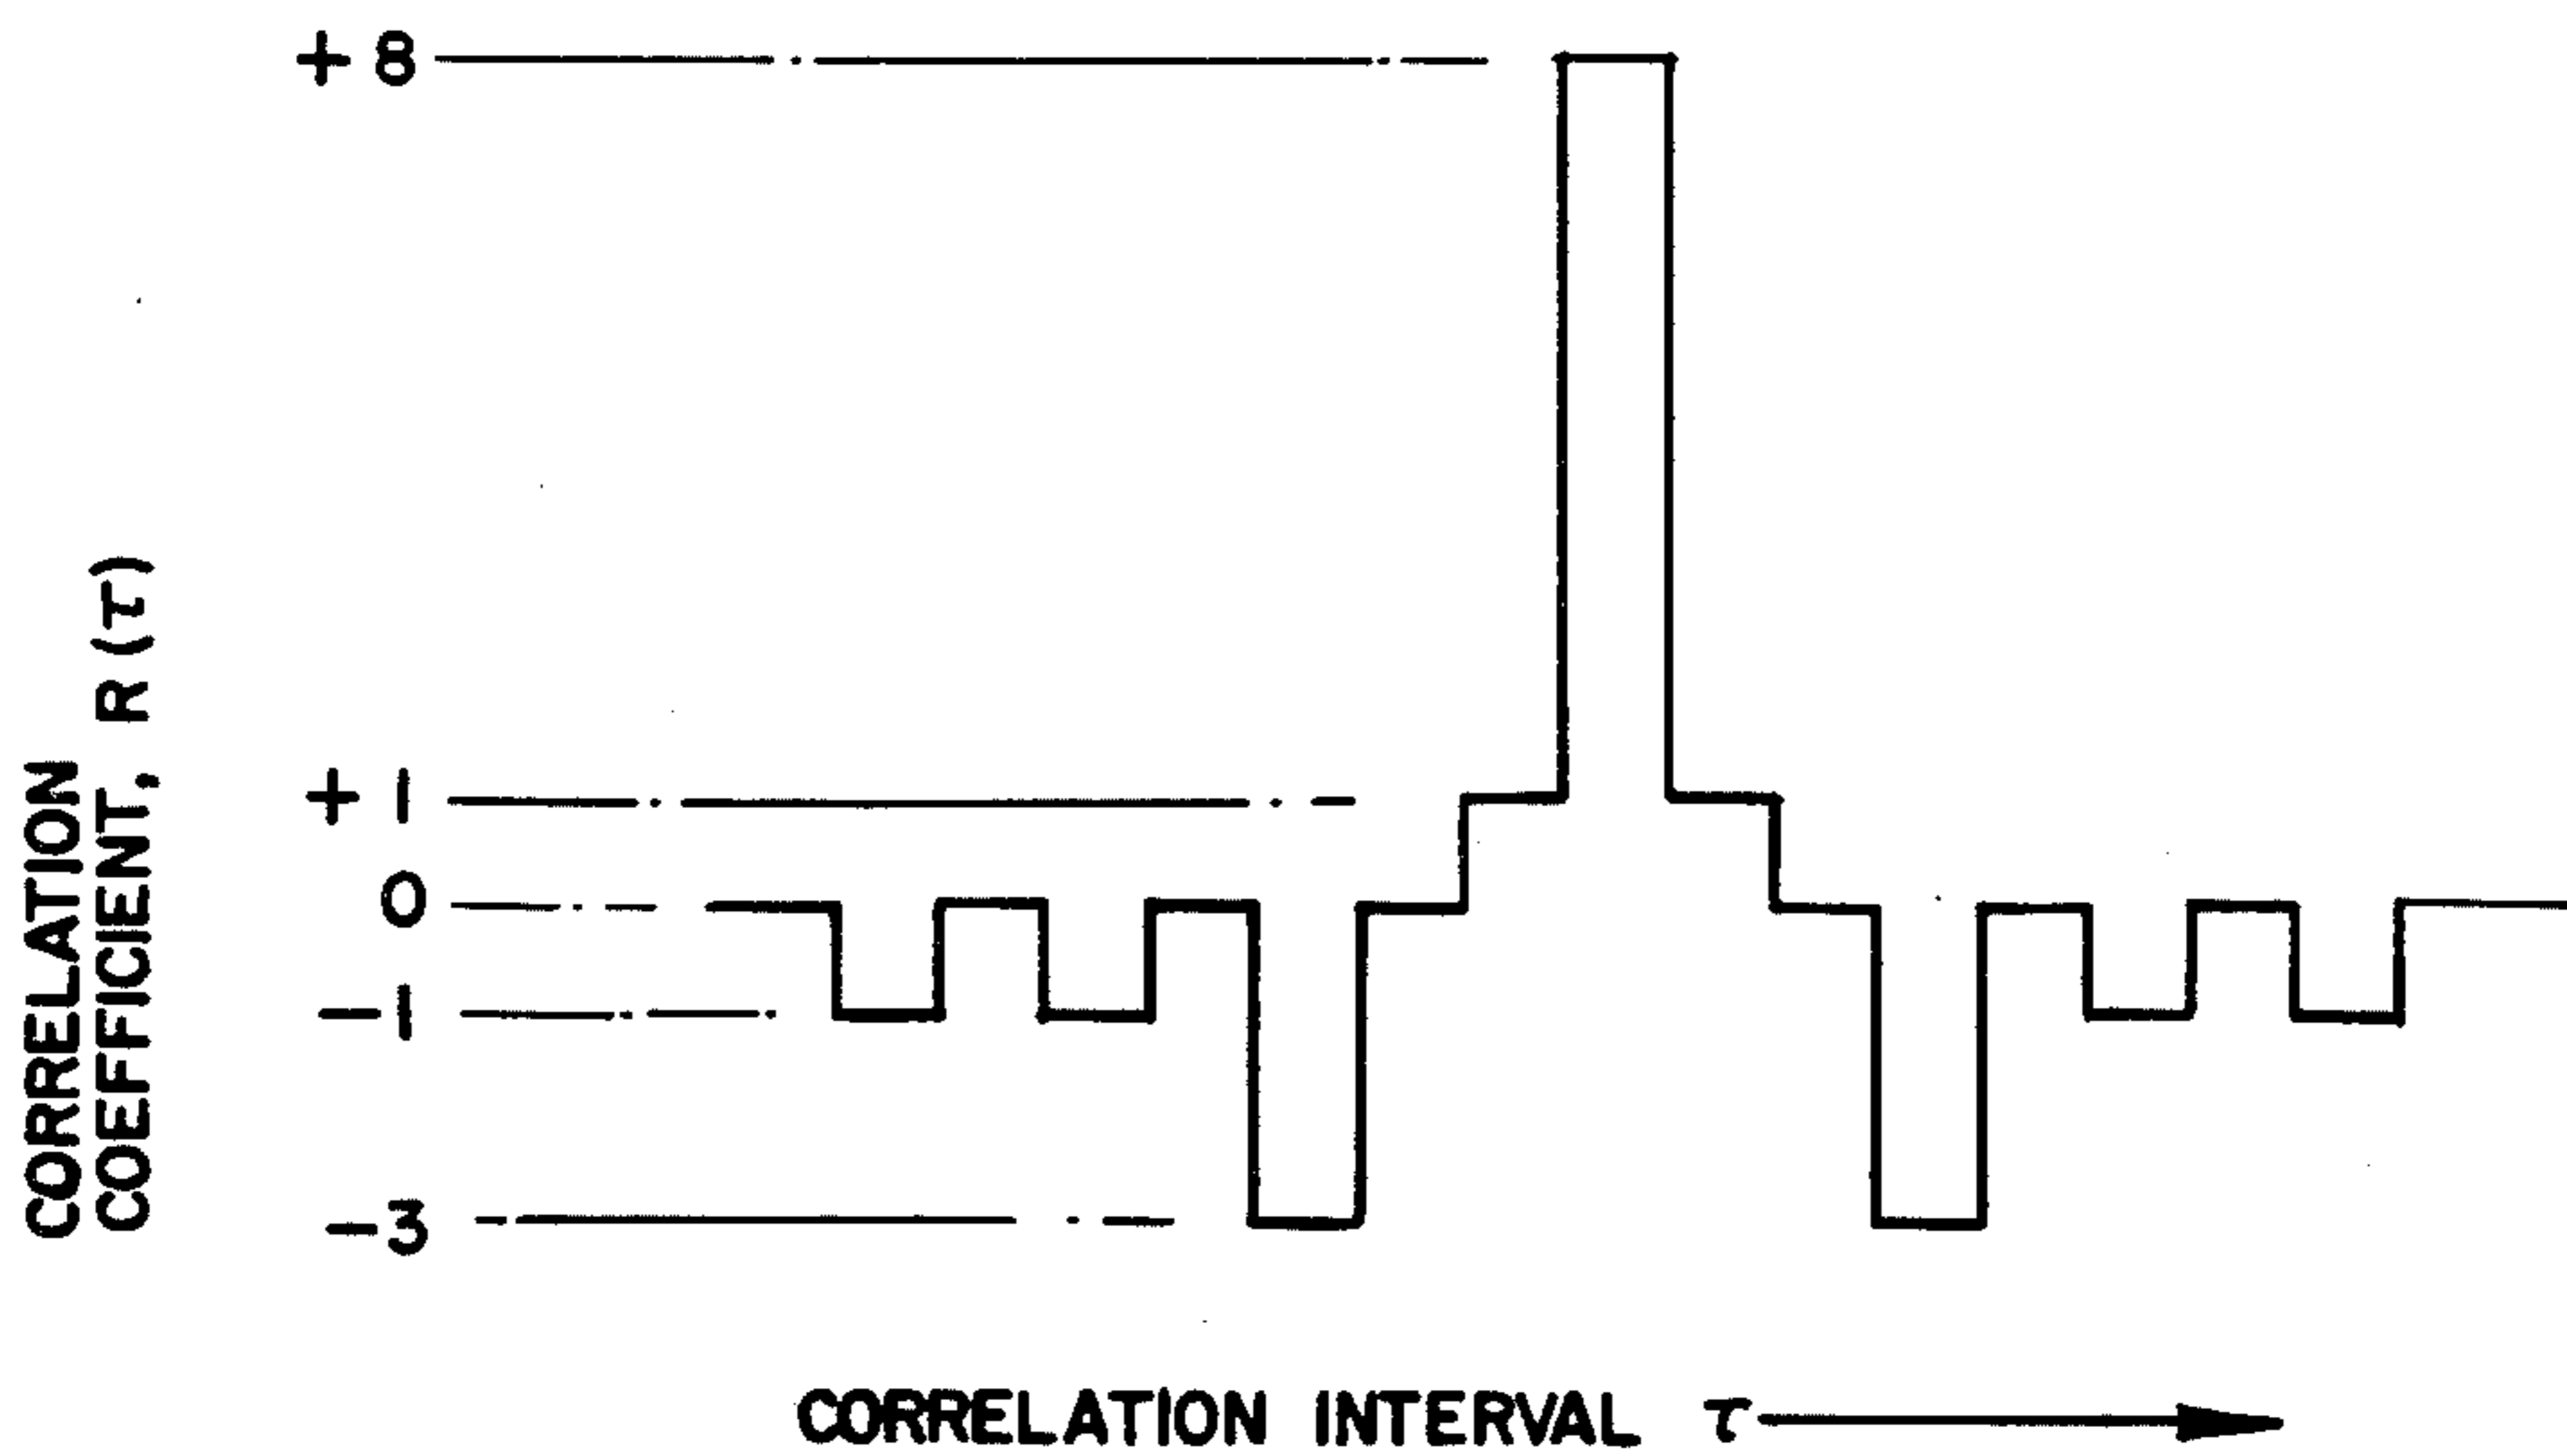 +8
+1
0
-1
-3
CORRELATION
COEFFICIENT, R(τ)
CORRELATION INTERVAL τ